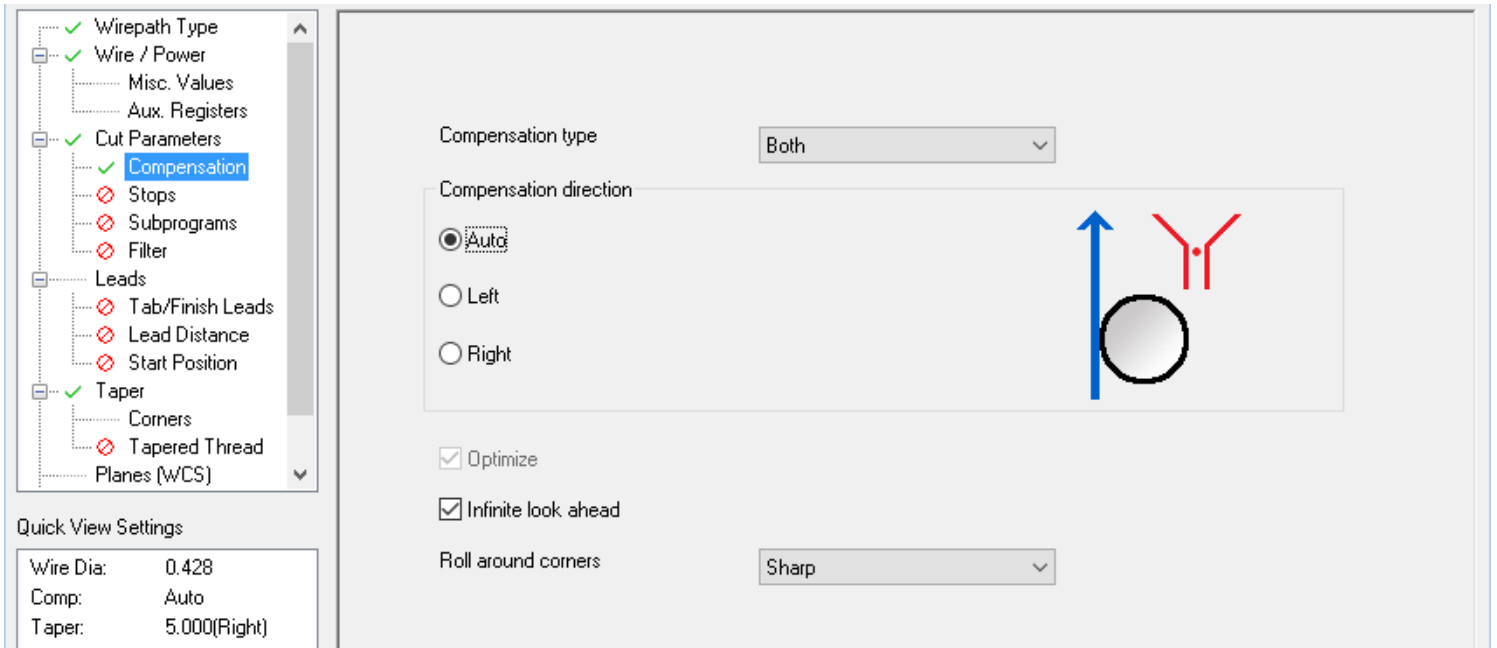 Wirepath Type
Wire / Power
Misc. Values
Aux. Registers
Cut Parameters
Compensation
Stops
Subprograms
Filter
Leads
Tab/Finish Leads
Lead Distance
Start Position
Taper
Corners
Tapered Thread
Planes (WCS)
Quick View Settings
Wire Dia: 0.428
Comp: Auto
Taper: 5.000(Right)
Compensation type Both
Compensation direction
Auto
Left
Right
Optimize
Infinite look ahead
Roll around corners Sharp